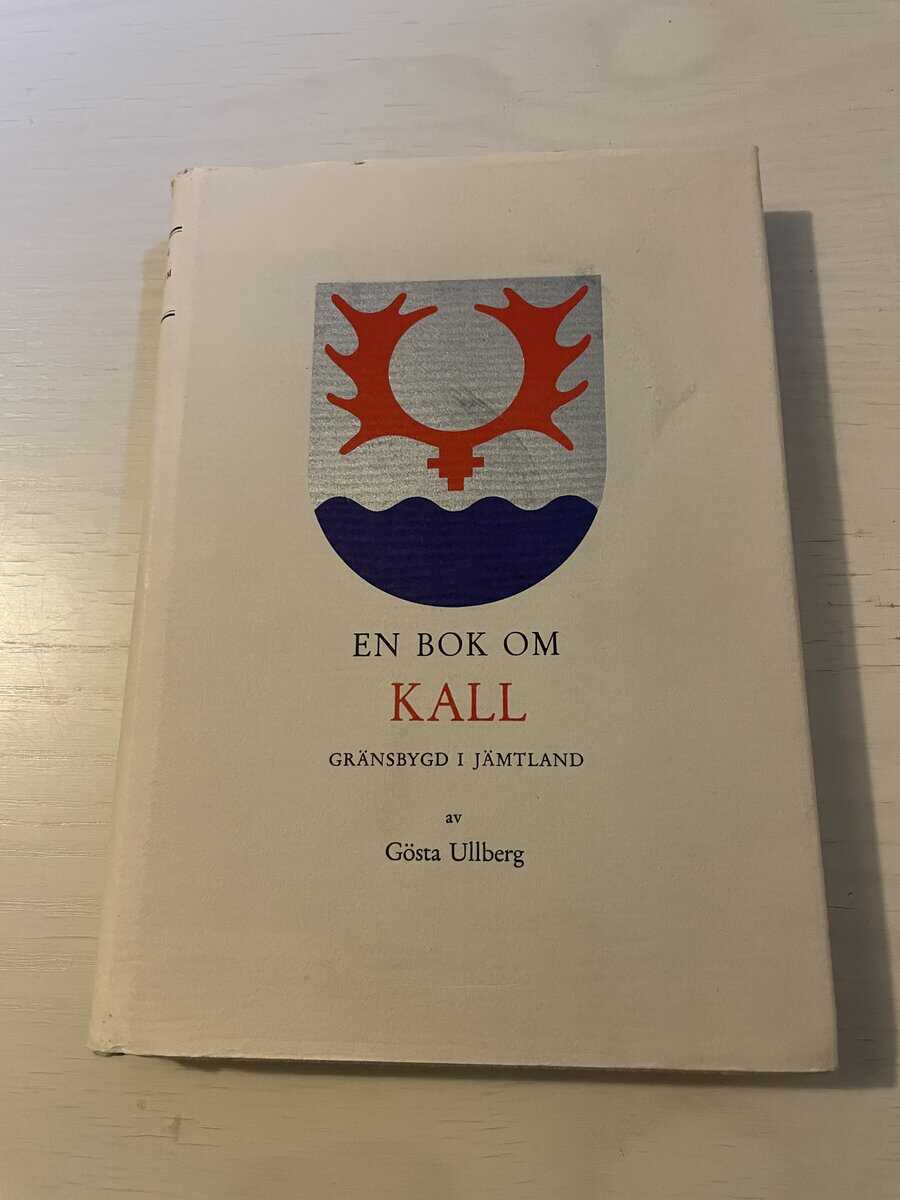 EN BOK OM
KALL
GRÄNSBYGD I JÄMTLAND
av
Gösta Ullberg